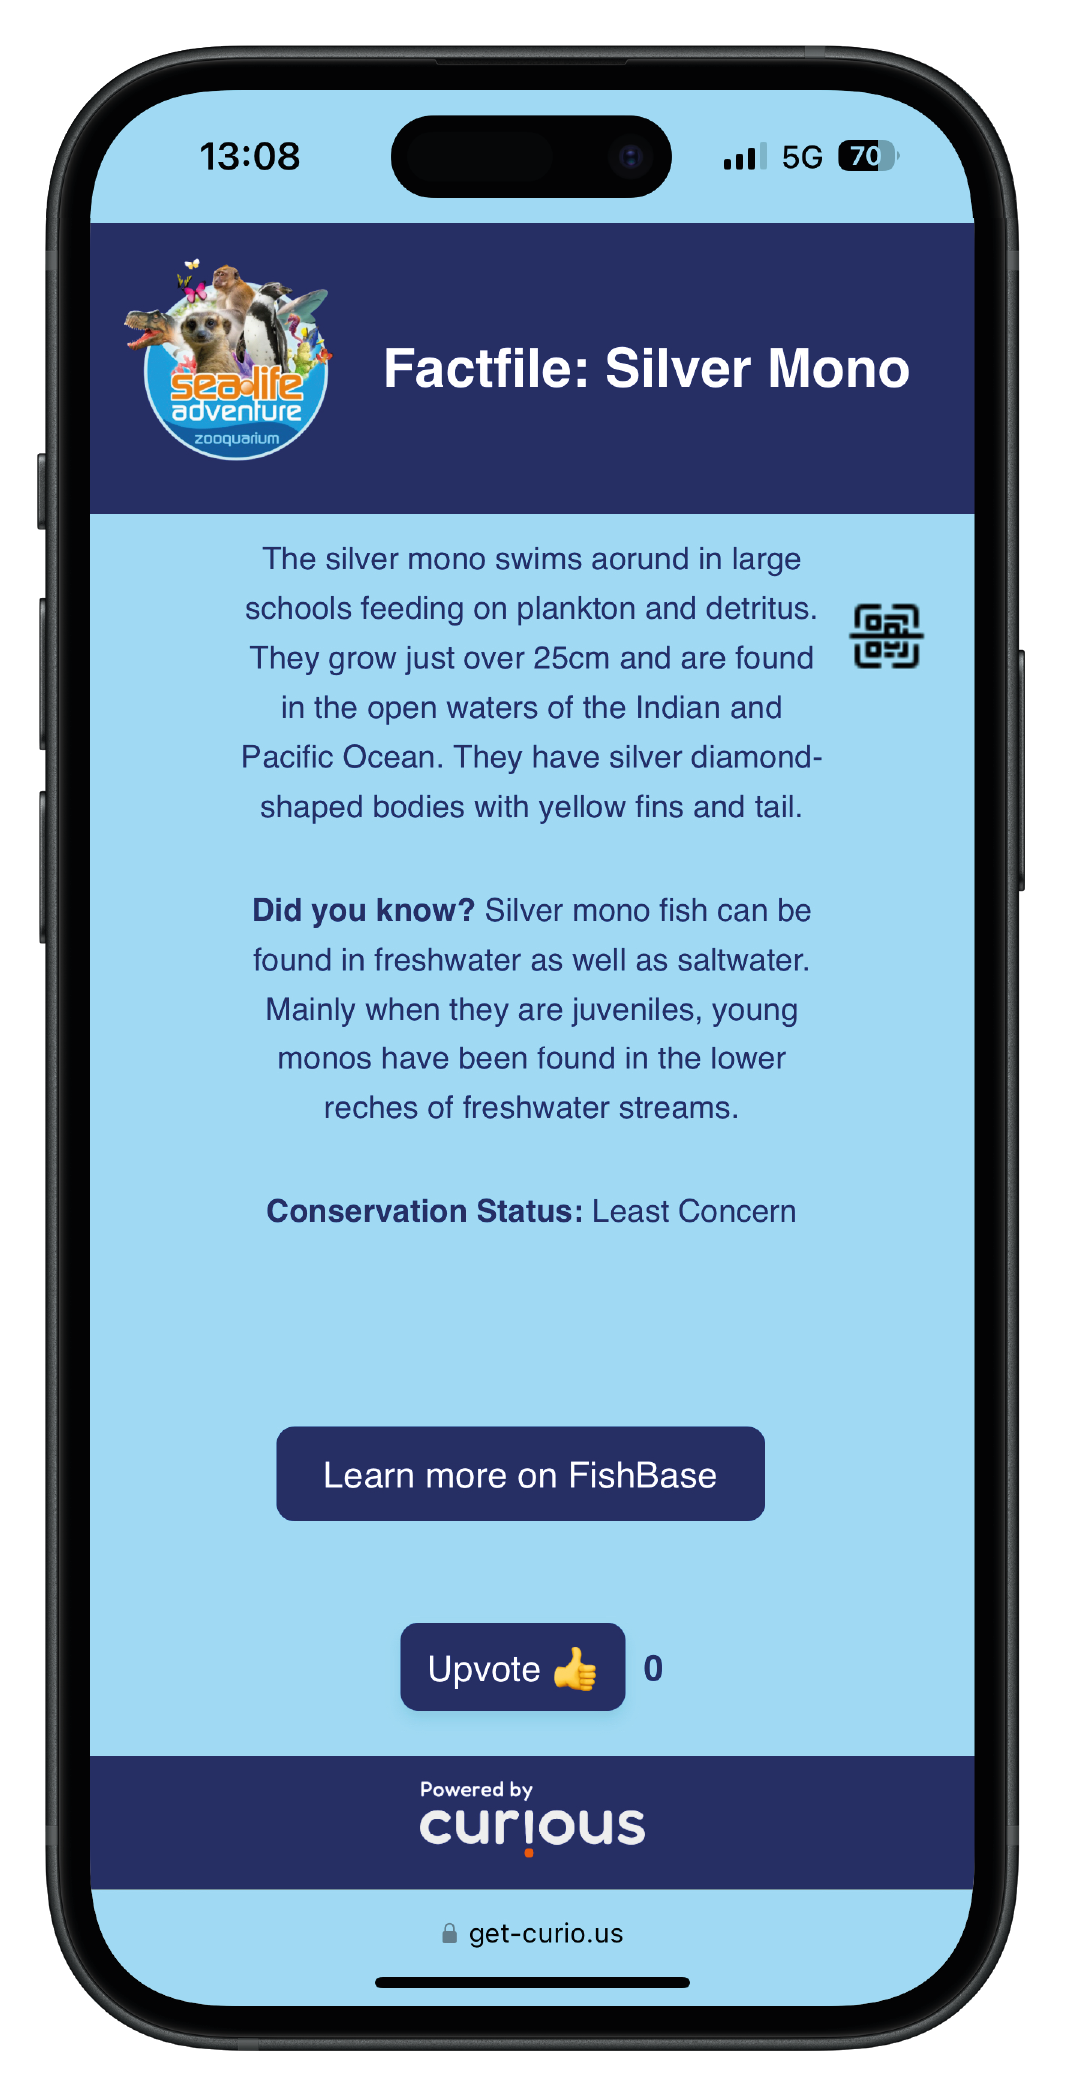 13:08
5G
70
sea life
adventure
zooquarium
Factfile: Silver Mono
The silver mono swims aorund in large
schools feeding on plankton and detritus.
They grow just over 25cm and are found
in the open waters of the Indian and
Pacific Ocean. They have silver diamond-
shaped bodies with yellow fins and tail.
Did you know? Silver mono fish can be
found in freshwater as well as saltwater.
Mainly when they are juveniles, young
monos have been found in the lower
reches of freshwater streams.
Conservation Status: Least Concern
Learn more on FishBase
Upvote 👍 0
Powered by
curious
get-curio.us